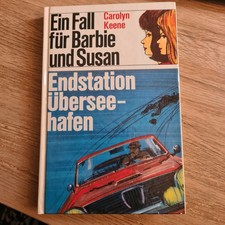 Ein Fall
für Barbie
und Susan
Carolyn
Keene
Endstation
Übersee-
hafen